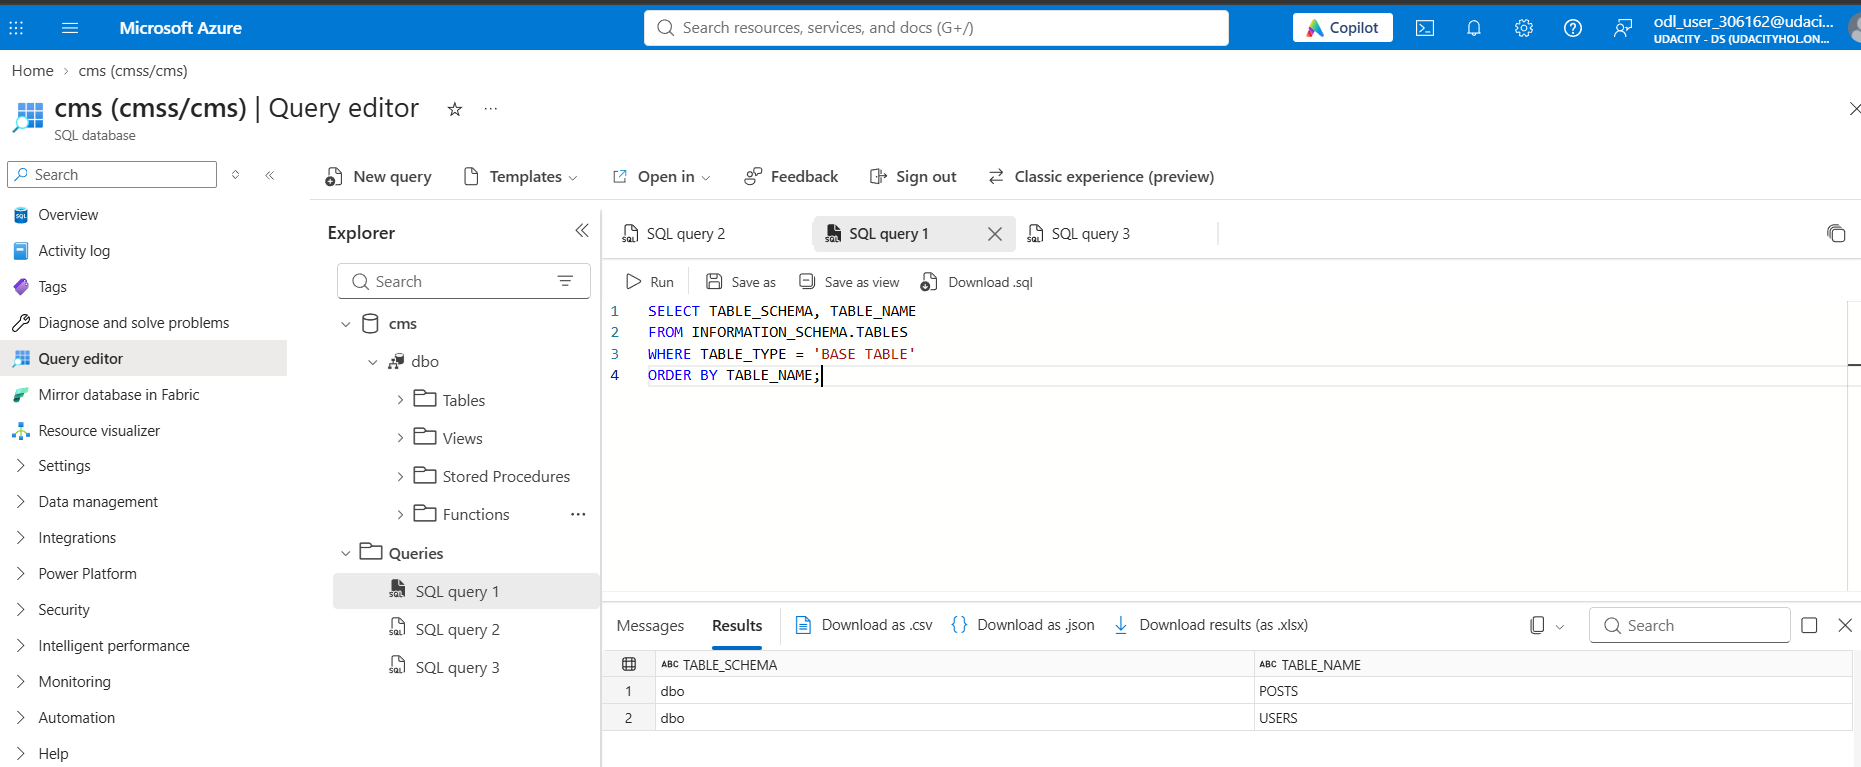 Microsoft Azure
Search resources, services, and docs (G+/)
Copilot
odl_user_306162@udaci...
UDACITY - DS (UDACITYHOL.ON...
Home > cms (cmss/cms)
cms (cmss/cms) | Query editor
SQL database
Search
New query
Templates
Open in
Feedback
Sign out
Classic experience (preview)
Overview
Activity log
Tags
Diagnose and solve problems
Query editor
Mirror database in Fabric
Resource visualizer
Settings
Data management
Integrations
Power Platform
Security
Intelligent performance
Monitoring
Automation
Help
Explorer
Search
cms
dbo
Tables
Views
Stored Procedures
Functions
Queries
SQL query 1
SQL query 2
SQL query 3
SQL query 2
SQL query 1
SQL query 3
Run
Save as
Save as view
Download .sql
1 SELECT TABLE_SCHEMA, TABLE_NAME
2 FROM INFORMATION_SCHEMA.TABLES
3 WHERE TABLE_TYPE = 'BASE TABLE'
4 ORDER BY TABLE_NAME;
Messages
Results
Download as .csv
Download as .json
Download results (as .xlsx)
Search
ABC TABLE_SCHEMA ABC TABLE_NAME
1 dbo POSTS
2 dbo USERS